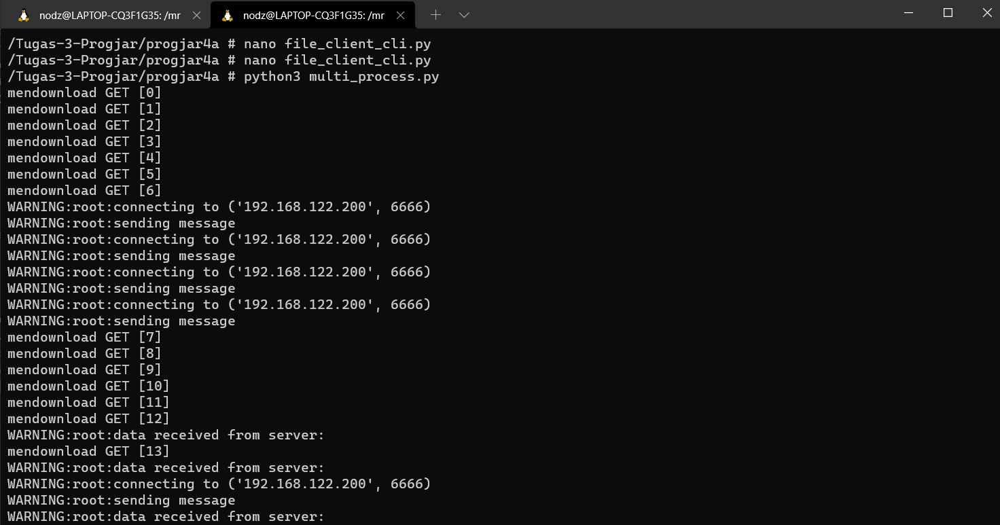 nodz@LAPTOP-CQ3F1G35: /mr
nodz@LAPTOP-CQ3F1G35: /mr
/Tugas-3-Progjar/progjar4a # nano file_client_cli.py
/Tugas-3-Progjar/progjar4a # nano file_client_cli.py
/Tugas-3-Progjar/progjar4a # python3 multi_process.py
mendownload GET [0]
mendownload GET [1]
mendownload GET [2]
mendownload GET [3]
mendownload GET [4]
mendownload GET [5]
mendownload GET [6]
WARNING:root:connecting to ('192.168.122.200', 6666)
WARNING:root:sending message
WARNING:root:connecting to ('192.168.122.200', 6666)
WARNING:root:sending message
WARNING:root:connecting to ('192.168.122.200', 6666)
WARNING:root:sending message
WARNING:root:connecting to ('192.168.122.200', 6666)
WARNING:root:sending message
mendownload GET [7]
mendownload GET [8]
mendownload GET [9]
mendownload GET [10]
mendownload GET [11]
mendownload GET [12]
WARNING:root:data received from server:
mendownload GET [13]
WARNING:root:data received from server:
WARNING:root:connecting to ('192.168.122.200', 6666)
WARNING:root:sending message
WARNING:root:data received from server: